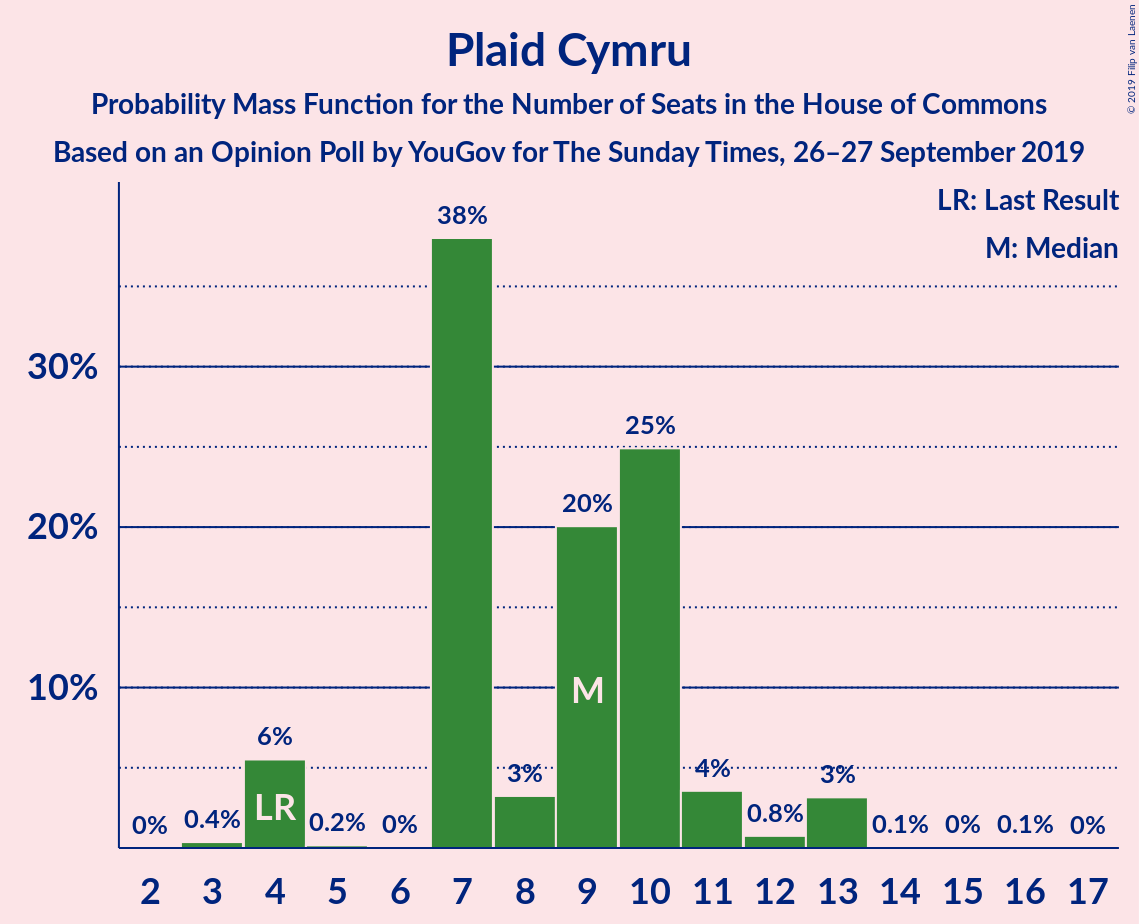 Plaid Cymru
Probability Mass Function for the Number of Seats in the House of Commons
Based on an Opinion Poll by YouGov for The Sunday Times, 26–27 September 2019
© 2019 Filip van Laenen
LR: Last Result
M: Median
30%
20%
10%
0%
0.4%
6%
0.2%
0%
38%
3%
20%
25%
4%
0.8%
3%
0.1%
0%
0.1%
0%
LR
M
2 3 4 5 6 7 8 9 10 11 12 13 14 15 16 17